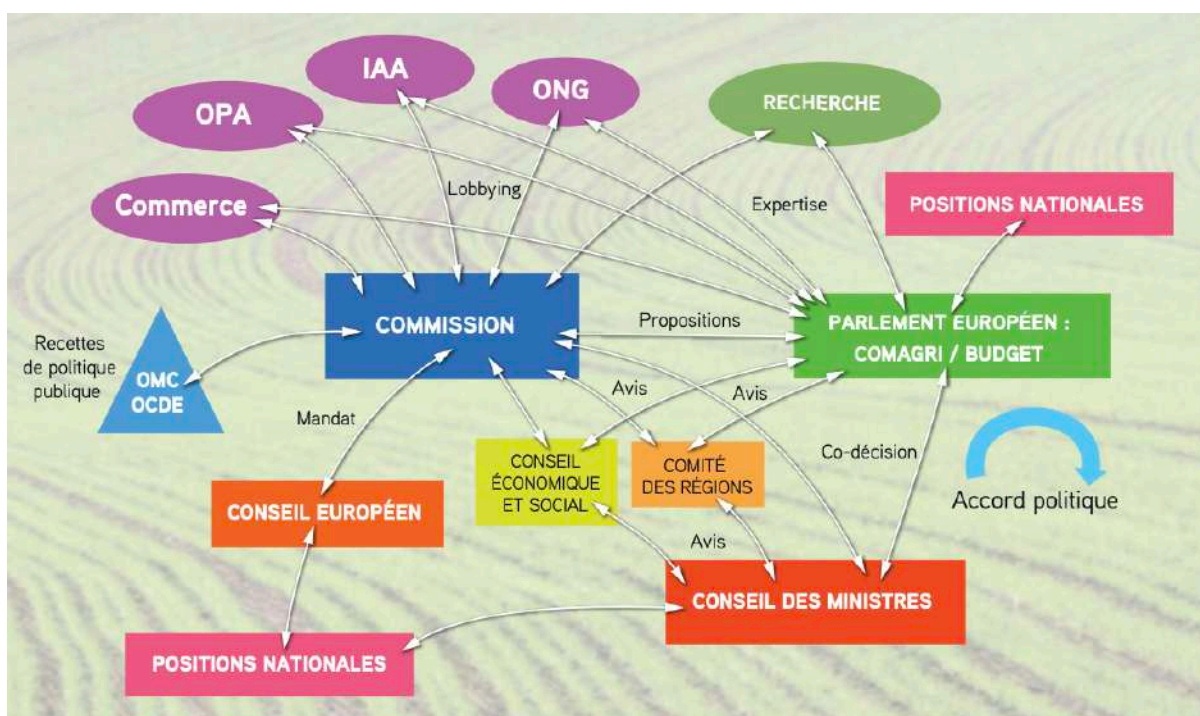 IAA
ONG
OPA
RECHERCHE
Commerce
Lobbying
Expertise
POSITIONS NATIONALES
COMMISSION
Propositions
PARLEMENT EUROPÉEN :
COMAGRI / BUDGET
Recettes
de politique
publique
OMC
OCDE
Mandat
Avis
Avis
CONSEIL
ÉCONOMIQUE
ET SOCIAL
COMITÉ
DES RÉGIONS
Co-décision
Accord politique
CONSEIL EUROPÉEN
Avis
CONSEIL DES MINISTRES
POSITIONS NATIONALES